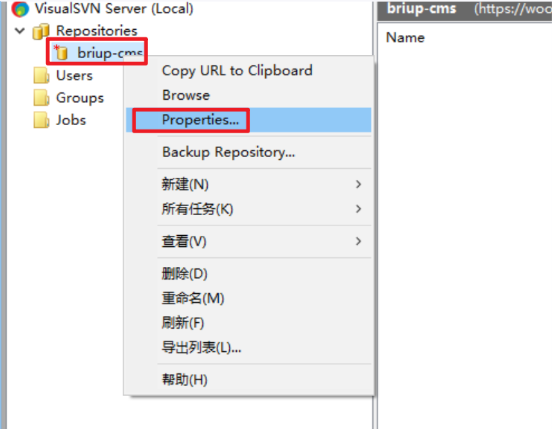 VisualSVN Server (Local)
Repositories
briup-cms
Users
Groups
Jobs
Copy URL to Clipboard
Browse
Properties...
Backup Repository...
新建(N)
所有任务(K)
查看(V)
删除(D)
重命名(M)
刷新(F)
导出列表(L)...
帮助(H)
briup-cms (https://woo
Name